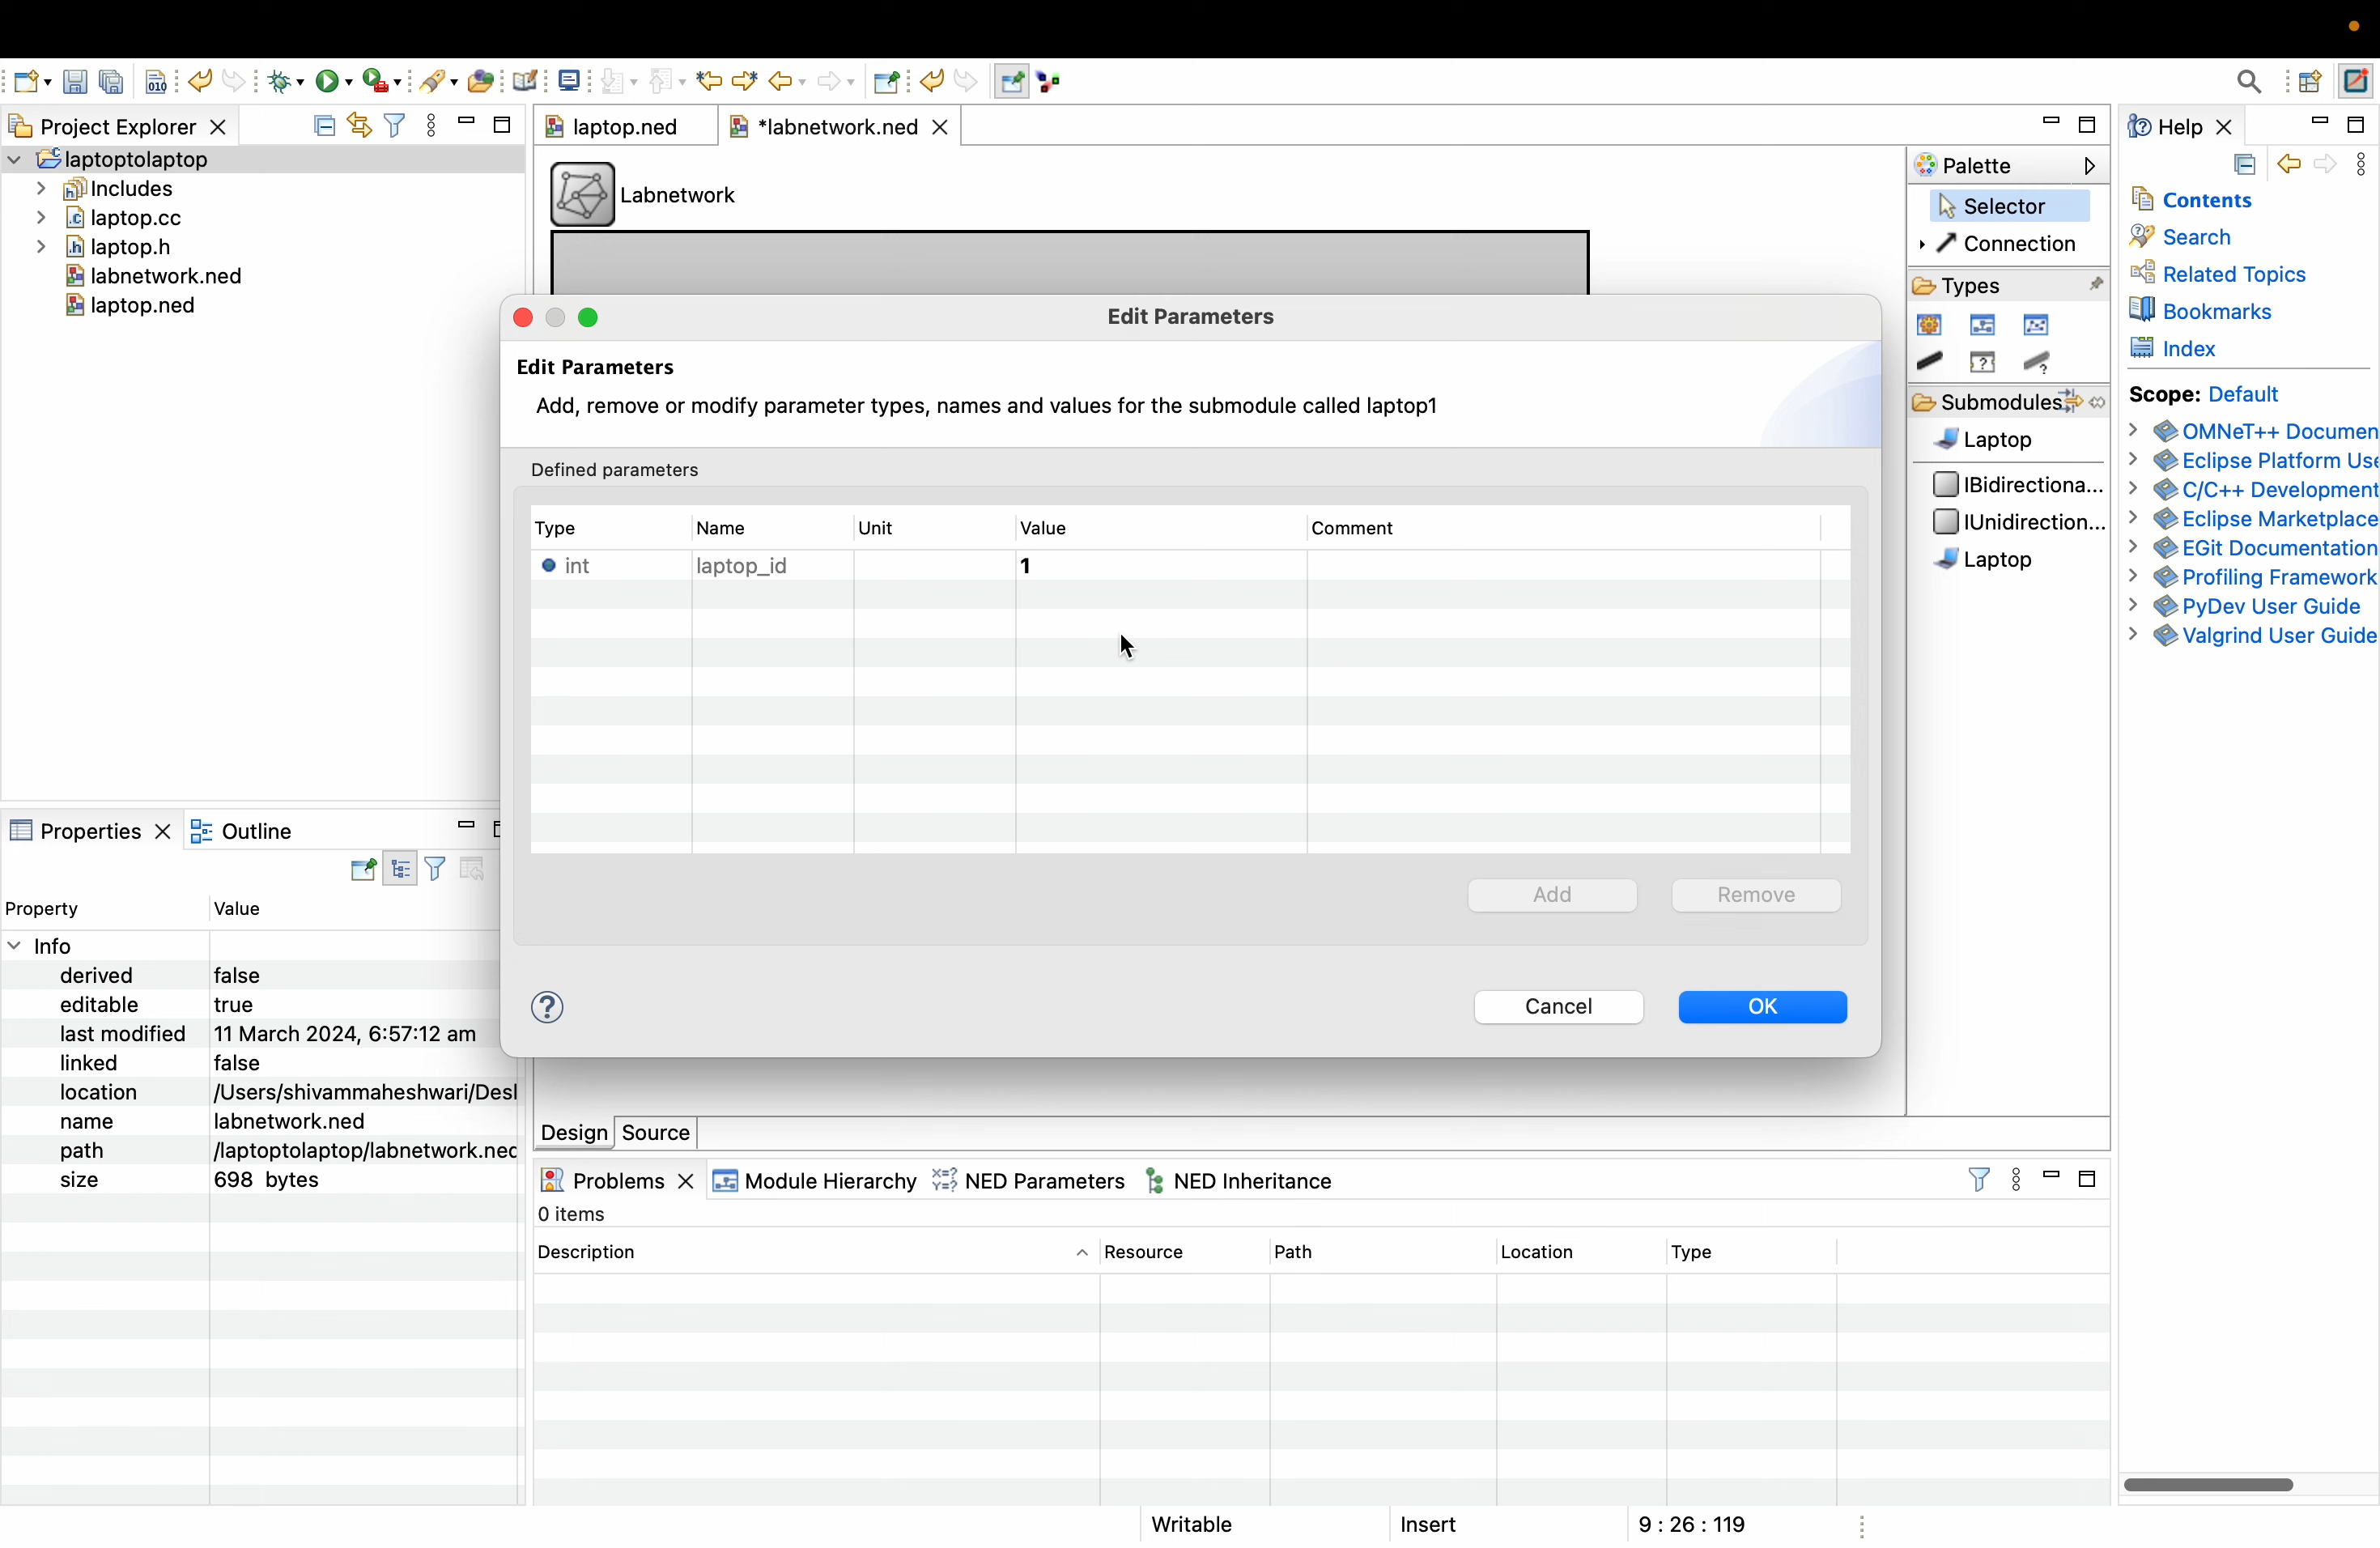 Project Explorer
laptoptolaptop
Includes
laptop.cc
laptop.h
labnetwork.ned
laptop.ned
laptop.ned
*labnetwork.ned
Labnetwork
Palette
Selector
Connection
Types
Submodules
Laptop
IBidirectiona...
IUnidirection...
Laptop
Help
Contents
Search
Related Topics
Bookmarks
Index
Scope: Default
OMNeT++ Documen
Eclipse Platform Use
C/C++ Development
Eclipse Marketplace
EGit Documentation
Profiling Framework
PyDev User Guide
Valgrind User Guide
Edit Parameters
Edit Parameters
Add, remove or modify parameter types, names and values for the submodule called laptop1
Defined parameters
Type Name Unit Value Comment
int laptop_id 1
Add Remove
? Cancel OK
Properties Outline
Property Value
Info
derived false
editable true
last modified 11 March 2024, 6:57:12 am
linked false
location /Users/shivammaheshwari/Des
name labnetwork.ned
path /laptoptolaptop/labnetwork.ned
size 698 bytes
Design Source
Problems Module Hierarchy NED Parameters NED Inheritance
0 items
Description Resource Path Location Type
Writable Insert 9 : 26 : 119